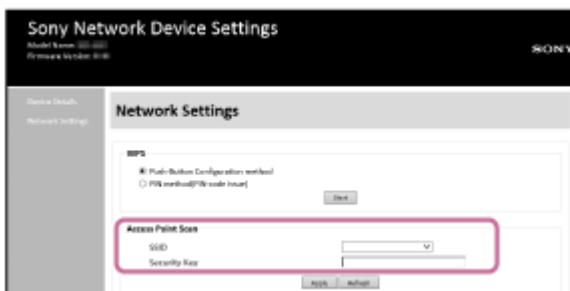 Sony Network Device Settings
Model Name:
Firmware Version:
SONY
Device Details
Network Settings
Network Settings
WPS
Push-Button Configuration method
PIN method(PIN code issue)
Start
Access Point Scan
SSID
Security Key
Apply Refresh